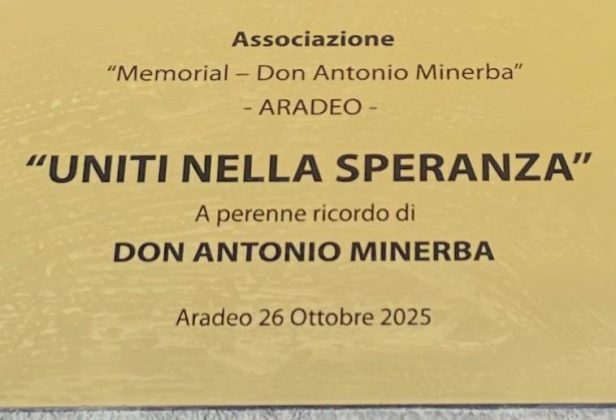 Associazione
“Memorial – Don Antonio Minerba”
- ARADEO -
“UNITI NELLA SPERANZA”
A perenne ricordo di
DON ANTONIO MINERBA
Aradeo 26 Ottobre 2025